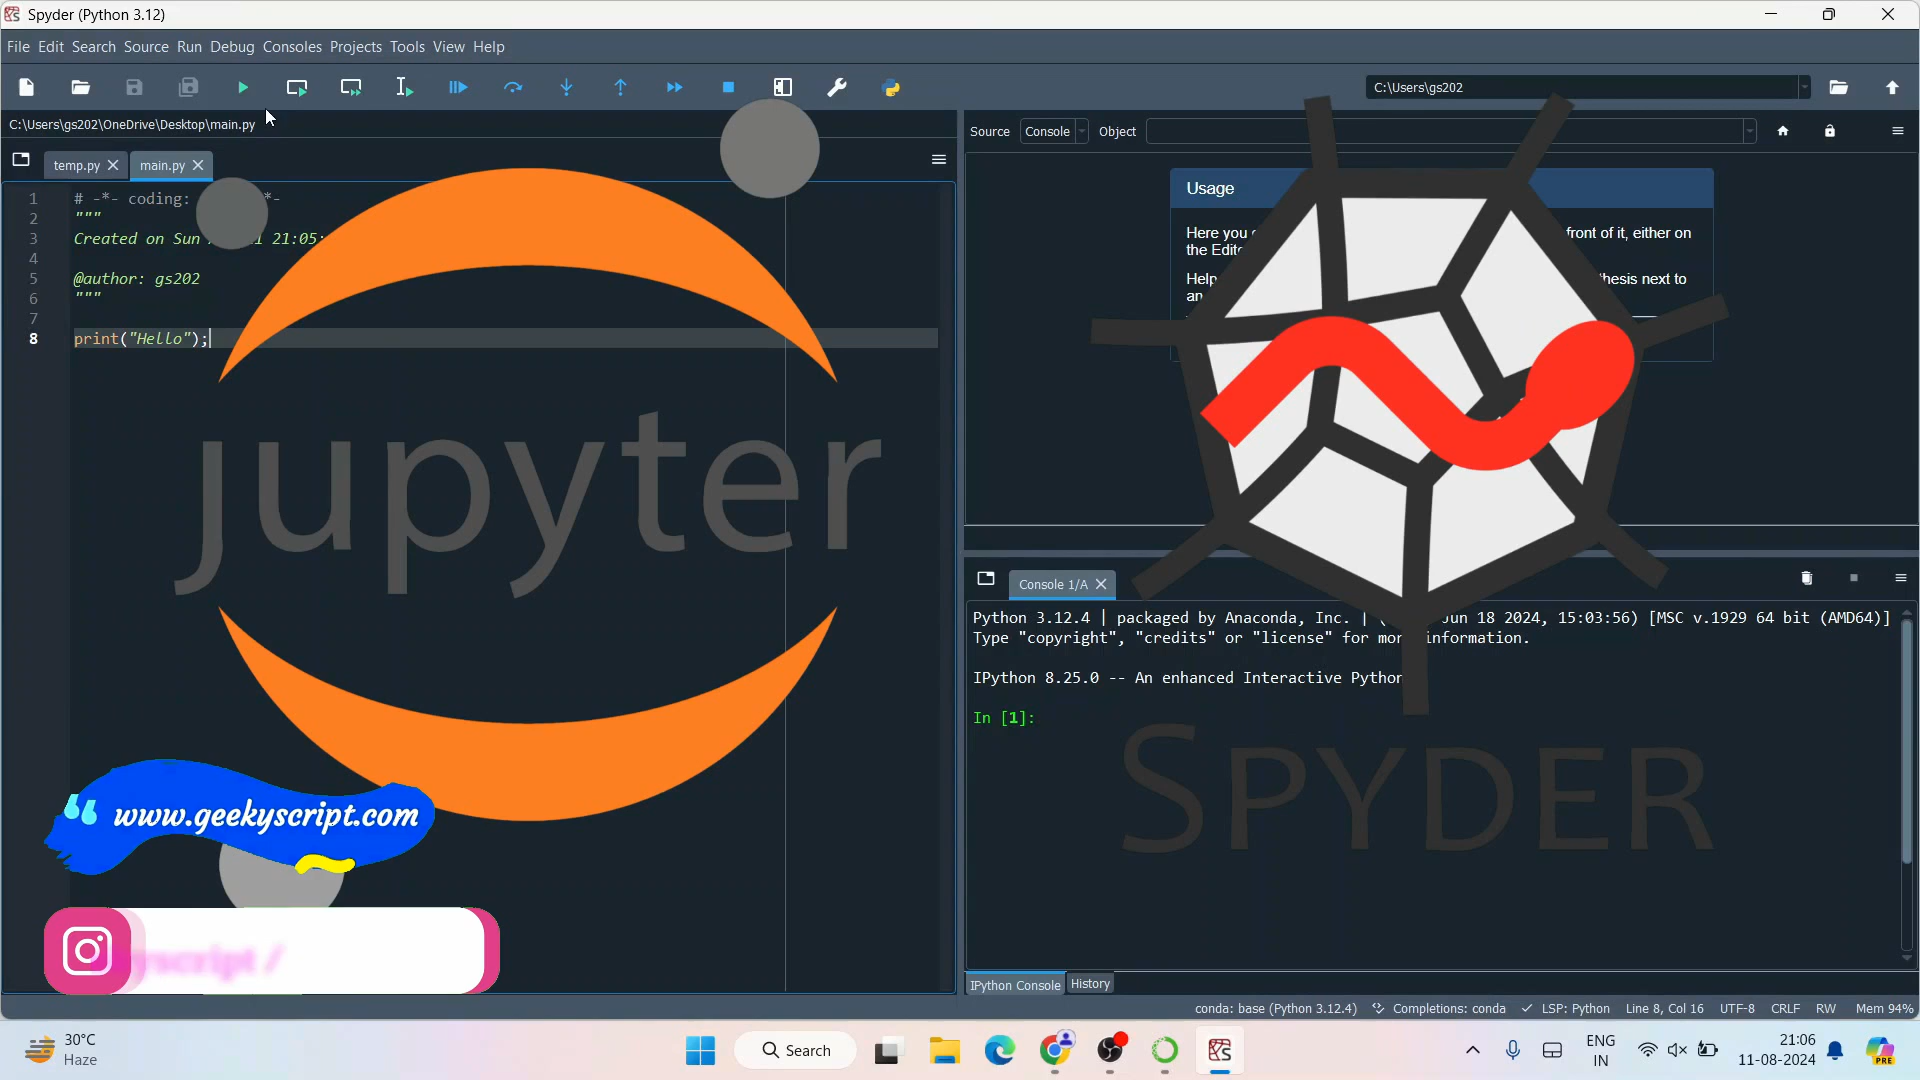 Spyder (Python 3.12)
File Edit Search Source Run Debug Consoles Projects Tools View Help
C:\Users\gs202
C:\Users\gs202\OneDrive\Desktop\main.py
Source Console Object
temp.py
main.py
1 # -*- coding: *-
2 """
3 Created on Sun 21:05:
4
5 @author: gs202
6 """
7
8 print("Hello");
Usage
Here you front of it, either on
the
Help thesis next to
an
jupyter
SPYDER
Console 1/A
Python 3.12.4 | packaged by Anaconda, Inc. | ( Jun 18 2024, 15:03:56) [MSC v.1929 64 bit (AMD64)]
Type "copyright", "credits" or "license" for more information.
IPython 8.25.0 -- An enhanced Interactive Python
In [1]:
www.geekyscript.com
IPython Console History
conda: base (Python 3.12.4) Completions: conda LSP: Python Line 8, Col 16 UTF-8 CRLF RW Mem 94%
30°C
Haze
Search
ENG
IN
21:06
11-08-2024
PRE